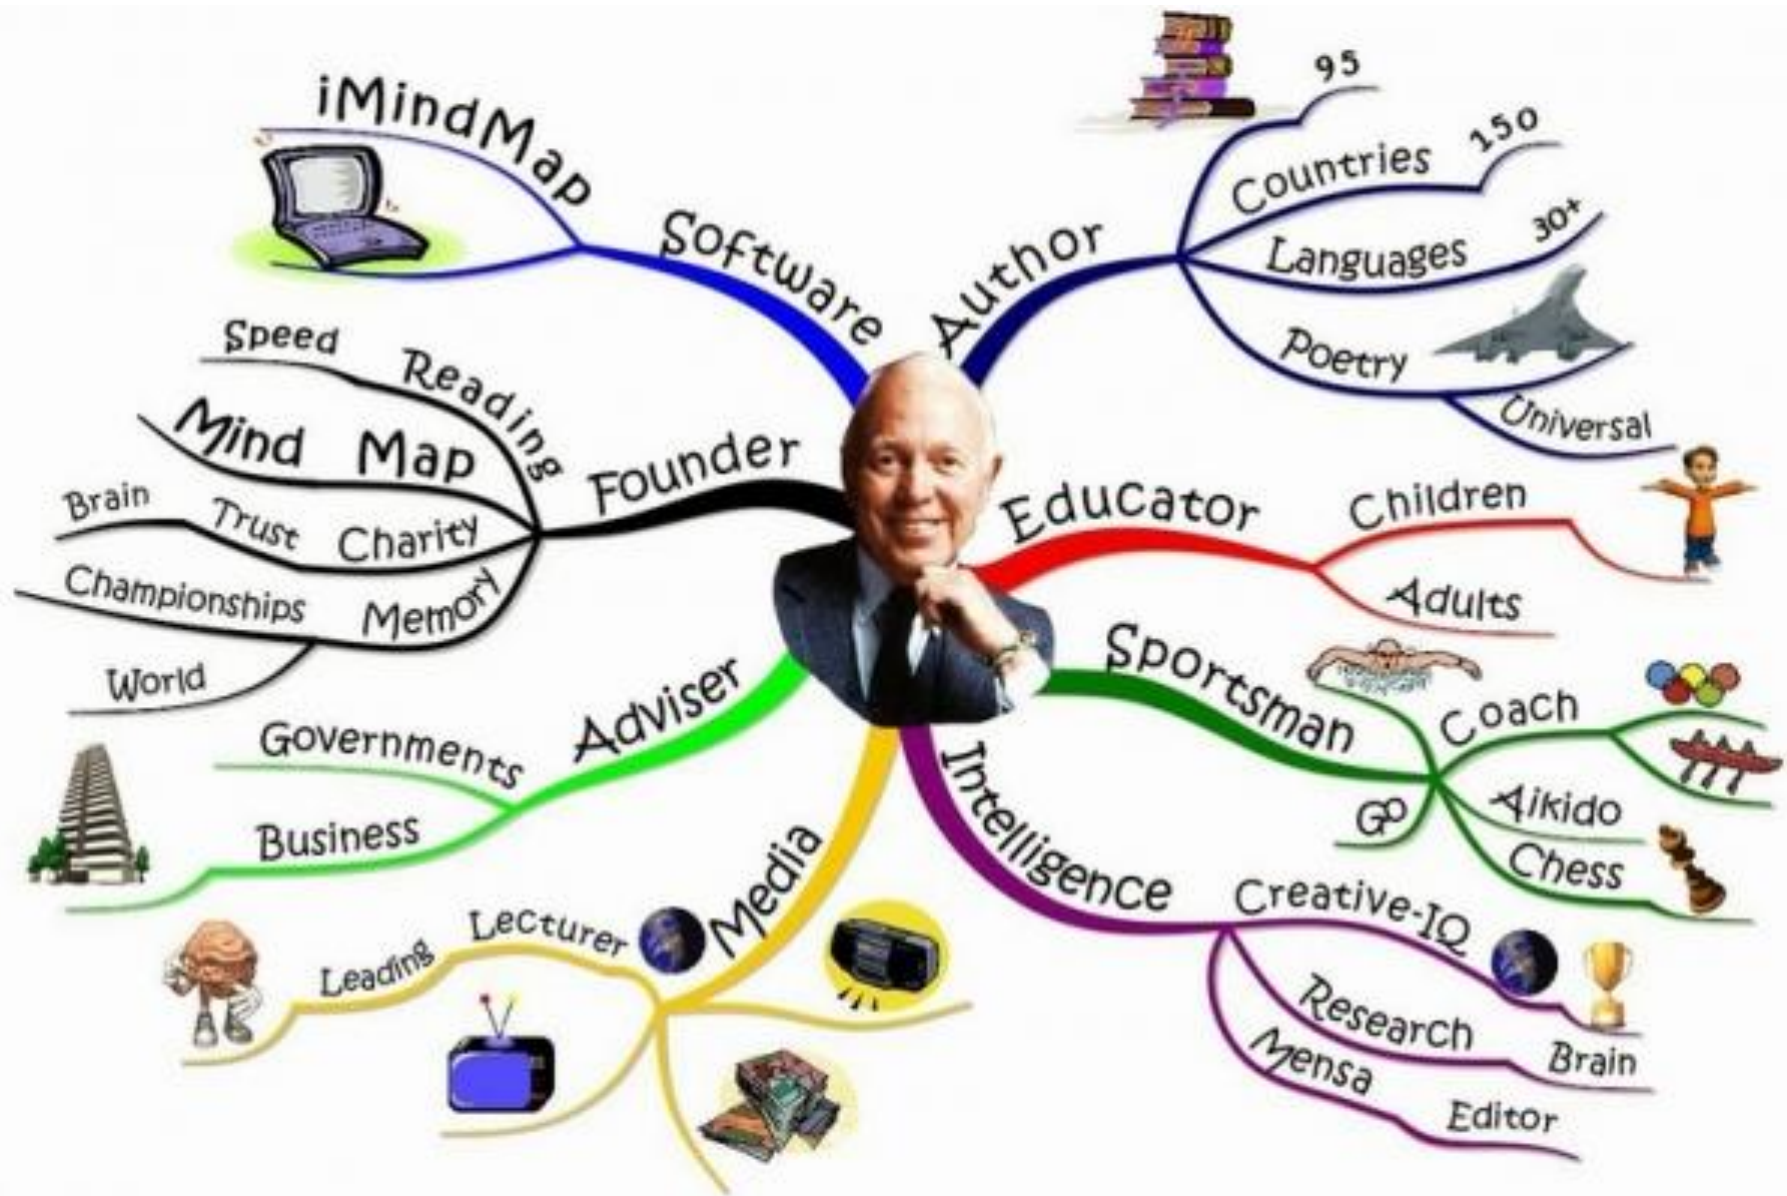 iMindMap
Software
Speed
Reading
Mind Map
Founder
Brain
Trust
Charity
Championships
Memory
World
Governments
Adviser
Business
Media
Lecturer
Leading
Author
95
Countries
150
Languages
30+
Poetry
Universal
Educator
Children
Adults
Sportsman
Coach
Go
Aikido
Chess
Intelligence
Creative-IQ
Research
Brain
Mensa
Editor